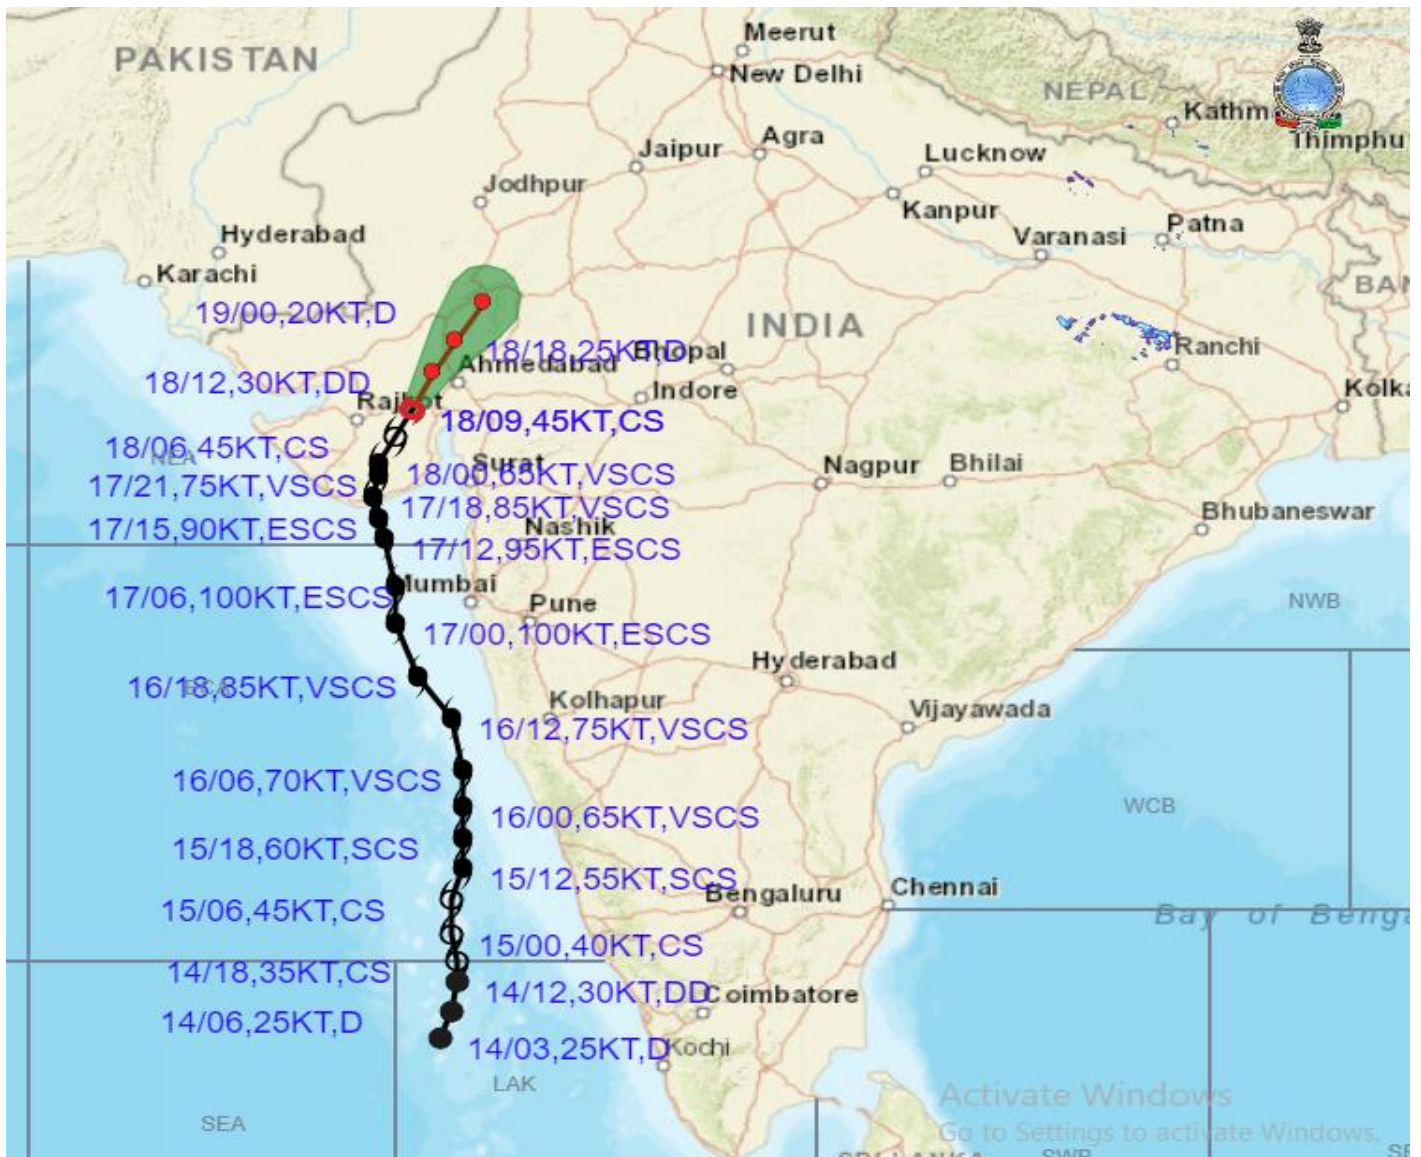 Meerut
PAKISTAN
New Delhi
NEPAL
Kathm
Agra
Thimphu
Jaipur
Lucknow
Jodhpur
Kanpur
Patna
Hyderabad
Varanasi
Karachi
BAN
19/00,20KT,D
INDIA
18/18,25KT,D
Bhopal
Ranchi
Ahmedabad
18/12,30KT,DD
Indore
Kolka
Rajkot
18/09,45KT,CS
18/06,45KT,CS
NEA
Surat
Nagpur
Bhilai
18/00,65KT,VSCS
17/21,75KT,VSCS
17/18,85KT,VSCS
Bhubaneswar
17/15,90KT,ESCS
Nashik
17/12,95KT,ESCS
Mumbai
17/06,100KT,ESCS
Pune
NWB
17/00,100KT,ESCS
Hyderabad
16/18,85KT,VSCS
Kolhapur
Vijayawada
16/12,75KT,VSCS
16/06,70KT,VSCS
WCB
16/00,65KT,VSCS
15/18,60KT,SCS
15/12,55KT,SCS
Bengaluru
Chennai
15/06,45KT,CS
Bay of Benga
15/00,40KT,CS
14/18,35KT,CS
14/12,30KT,DD
Coimbatore
14/06,25KT,D
14/03,25KT,D
Kochi
LAK
Activate Windows
SEA
Go to Settings to activate Windows.
SRI LANKA
SWB